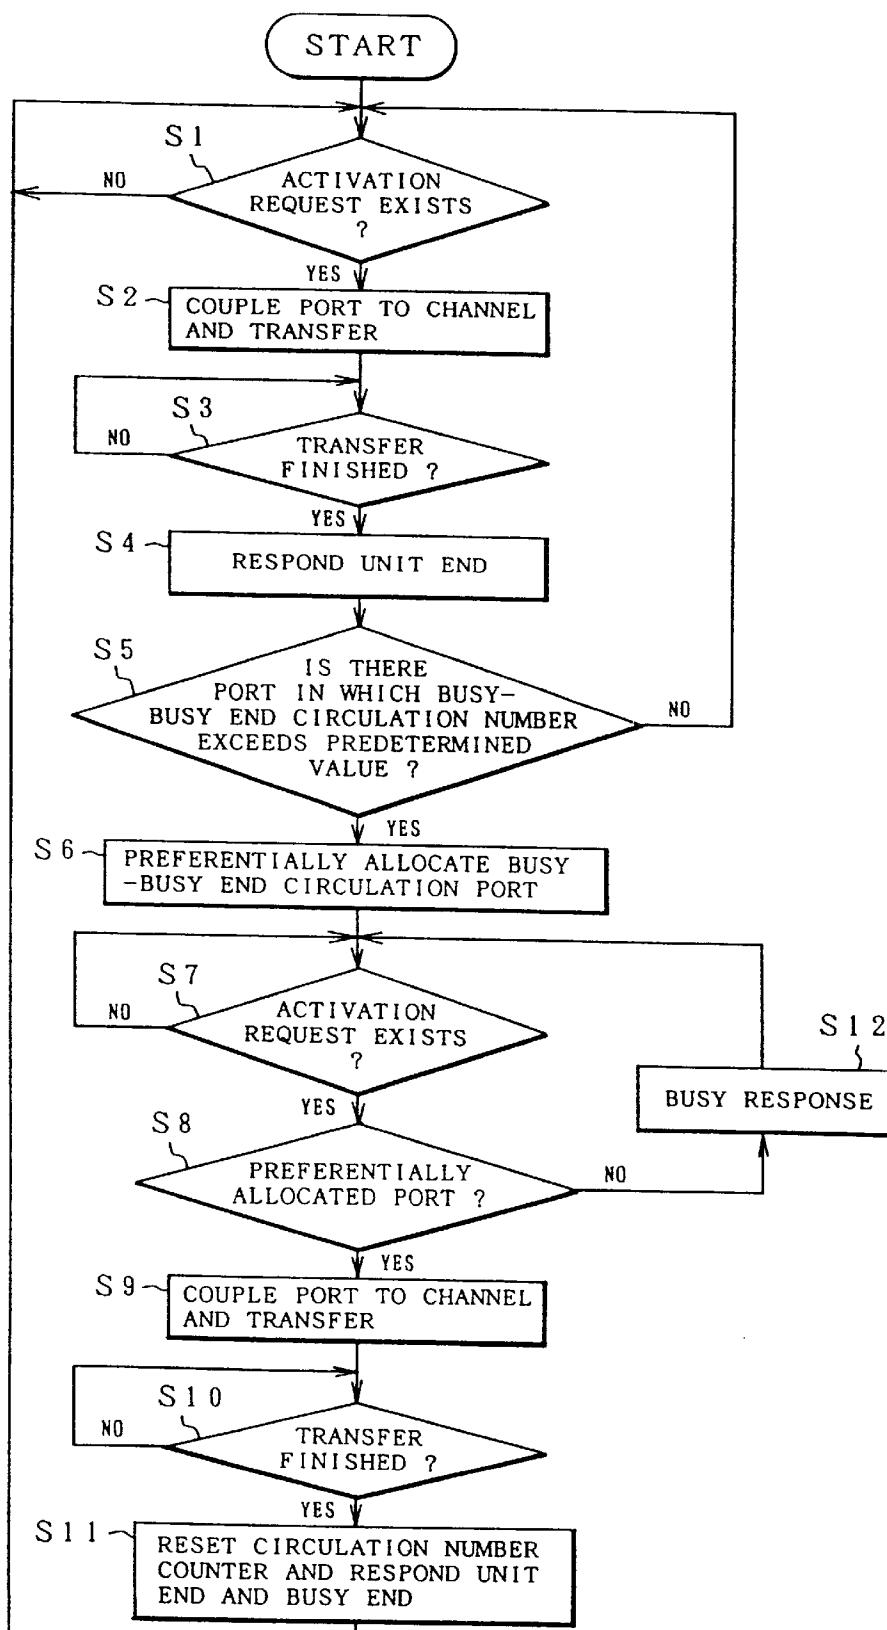 START
S1
ACTIVATION
REQUEST EXISTS
?
NO
YES
S2
COUPLE PORT TO CHANNEL
AND TRANSFER
S3
TRANSFER
FINISHED ?
NO
YES
S4
RESPOND UNIT END
S5
IS THERE
PORT IN WHICH BUSY-
BUSY END CIRCULATION NUMBER
EXCEEDS PREDETERMINED
VALUE ?
NO
YES
S6
PREFERENTIALLY ALLOCATE BUSY
-BUSY END CIRCULATION PORT
S7
ACTIVATION
REQUEST EXISTS
?
NO
YES
S12
BUSY RESPONSE
S8
PREFERENTIALLY
ALLOCATED PORT ?
NO
YES
S9
COUPLE PORT TO CHANNEL
AND TRANSFER
S10
TRANSFER
FINISHED ?
NO
YES
S11
RESET CIRCULATION NUMBER
COUNTER AND RESPOND UNIT
END AND BUSY END